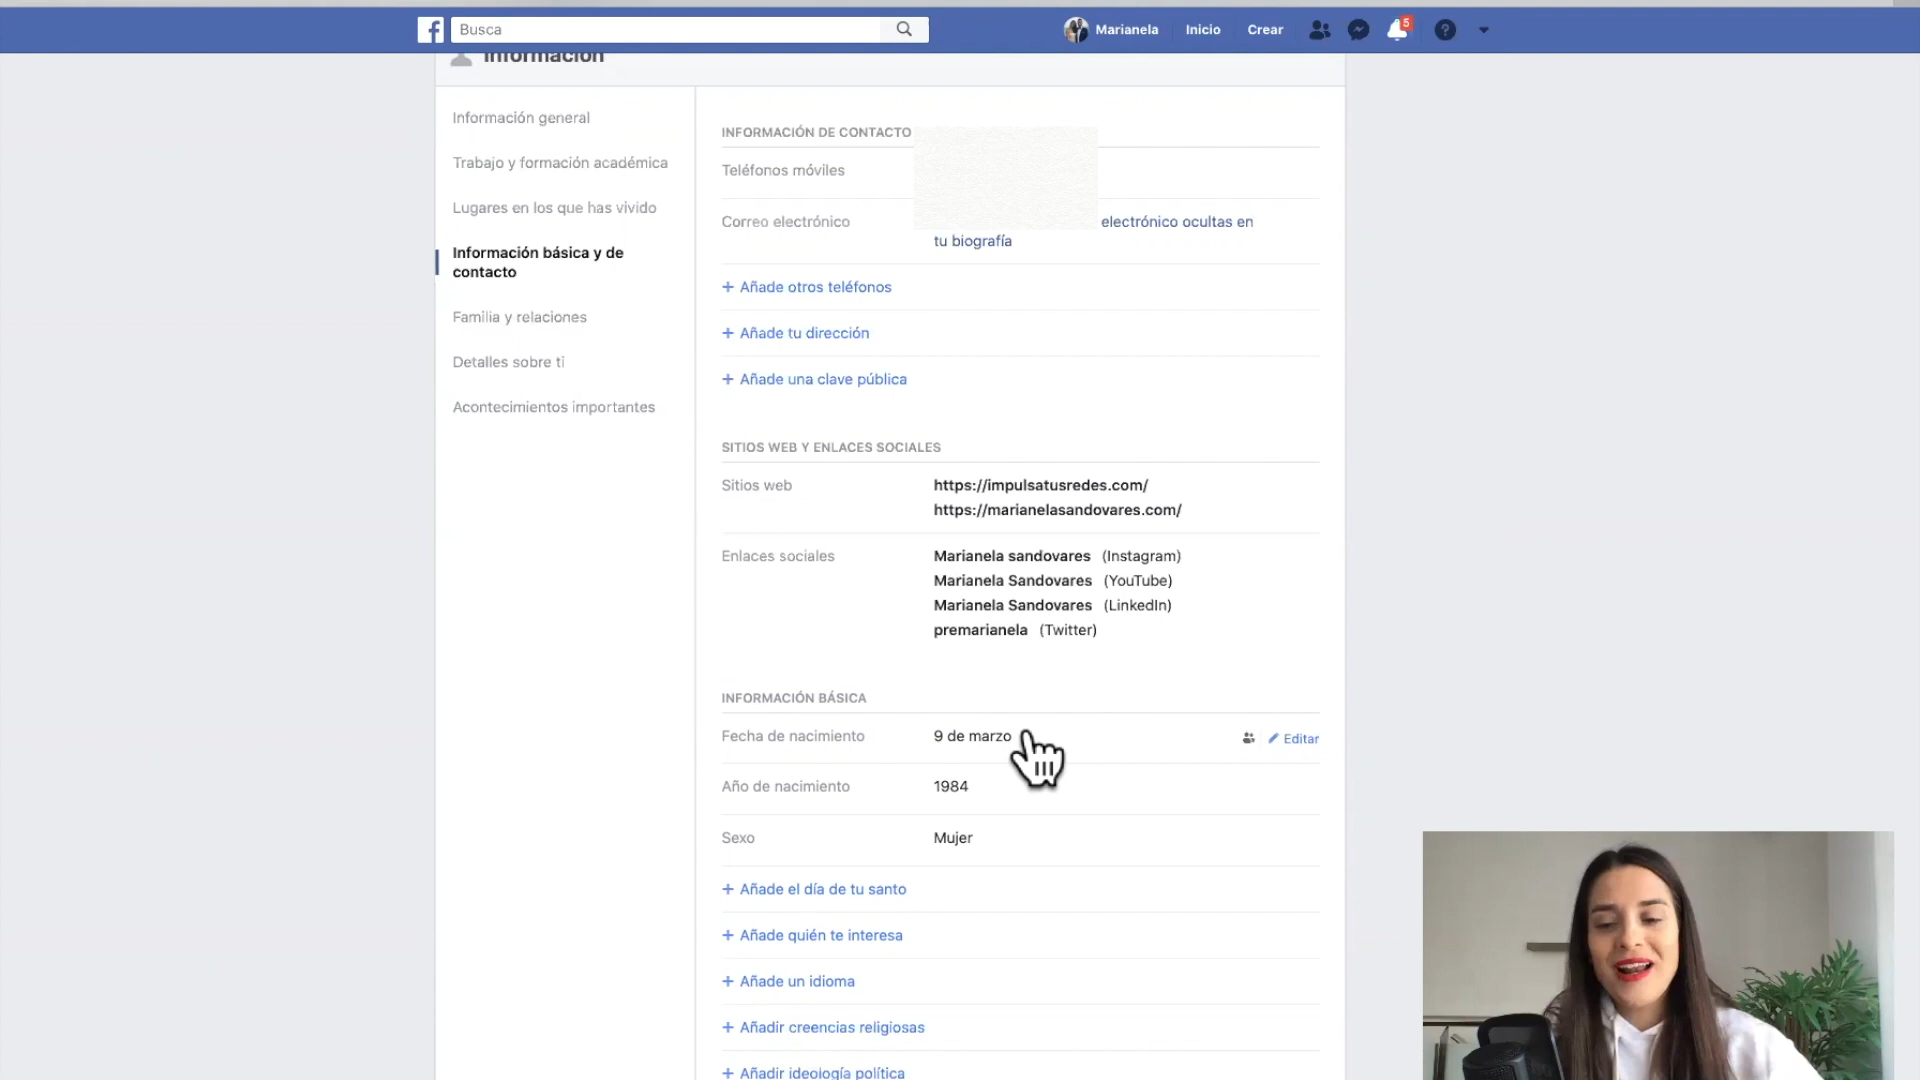 Busca
Marianela
Inicio
Crear
5
Información
Información general
Trabajo y formación académica
Lugares en los que has vivido
Información básica y de
contacto
Familia y relaciones
Detalles sobre ti
Acontecimientos importantes
INFORMACIÓN DE CONTACTO
Teléfonos móviles
Correo electrónico
electrónico ocultas en
tu biografía
+ Añade otros teléfonos
+ Añade tu dirección
+ Añade una clave pública
SITIOS WEB Y ENLACES SOCIALES
Sitios web
https://impulsatusredes.com/
https://marianelasandovares.com/
Enlaces sociales
Marianela sandovares (Instagram)
Marianela Sandovares (YouTube)
Marianela Sandovares (LinkedIn)
premarianela (Twitter)
INFORMACIÓN BÁSICA
Fecha de nacimiento 9 de marzo Editar
Año de nacimiento 1984
Sexo Mujer
+ Añade el día de tu santo
+ Añade quién te interesa
+ Añade un idioma
+ Añadir creencias religiosas
+ Añadir ideología política